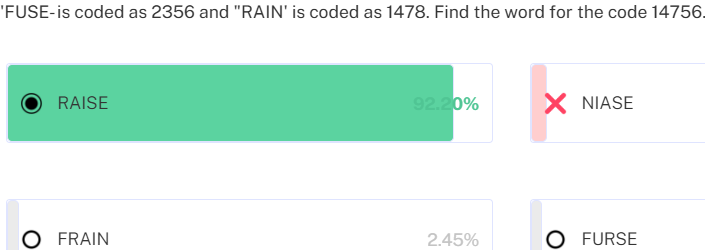 'FUSE-is coded as 2356 and "RAIN' is coded as 1478. Find the word for the code 14756.
RAISE 92.20% NIASE
FRAIN 2.45% FURSE